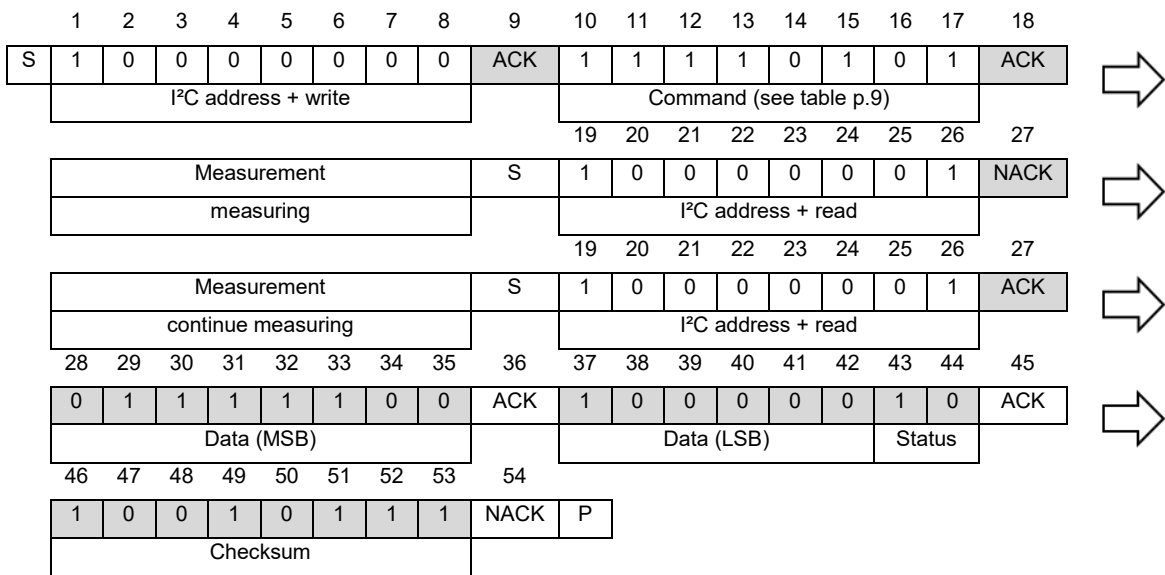 1 2 3 4 5 6 7 8 9 10 11 12 13 14 15 16 17 18
S 1 0 0 0 0 0 0 0 ACK 1 1 1 1 0 1 0 1 ACK
I²C address + write Command (see table p.9)
19 20 21 22 23 24 25 26 27
Measurement S 1 0 0 0 0 0 0 1 NACK
measuring I²C address + read
19 20 21 22 23 24 25 26 27
Measurement S 1 0 0 0 0 0 0 1 ACK
continue measuring I²C address + read
28 29 30 31 32 33 34 35 36 37 38 39 40 41 42 43 44 45
0 1 1 1 1 1 0 0 ACK 1 0 0 0 0 0 1 0 ACK
Data (MSB) Data (LSB) Status
46 47 48 49 50 51 52 53 54
1 0 0 1 0 1 1 1 NACK P
Checksum